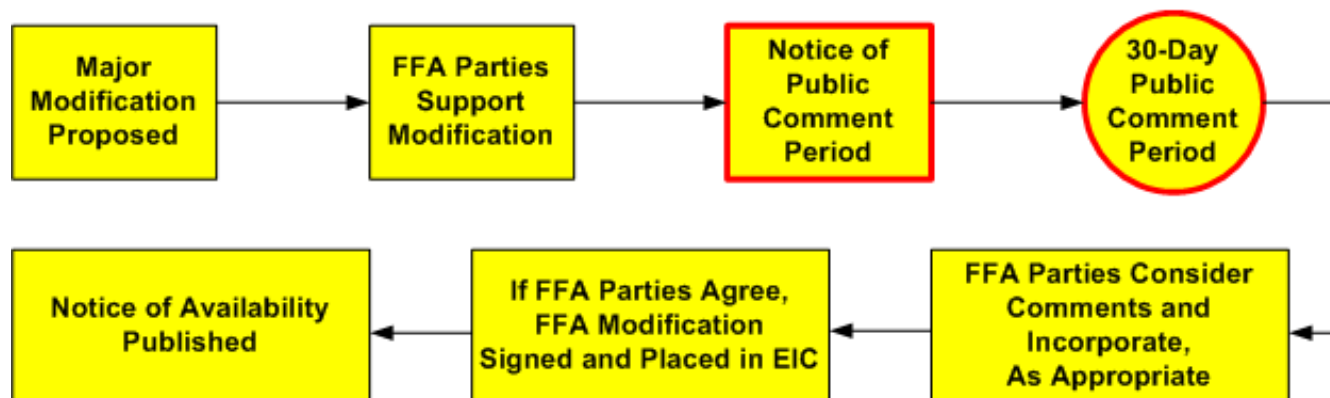 Major
Modification
Proposed
FFA Parties
Support
Modification
Notice of
Public
Comment
Period
30-Day
Public
Comment
Period
FFA Parties Consider
Comments and
Incorporate,
As Appropriate
If FFA Parties Agree,
FFA Modification
Signed and Placed in EIC
Notice of Availability
Published